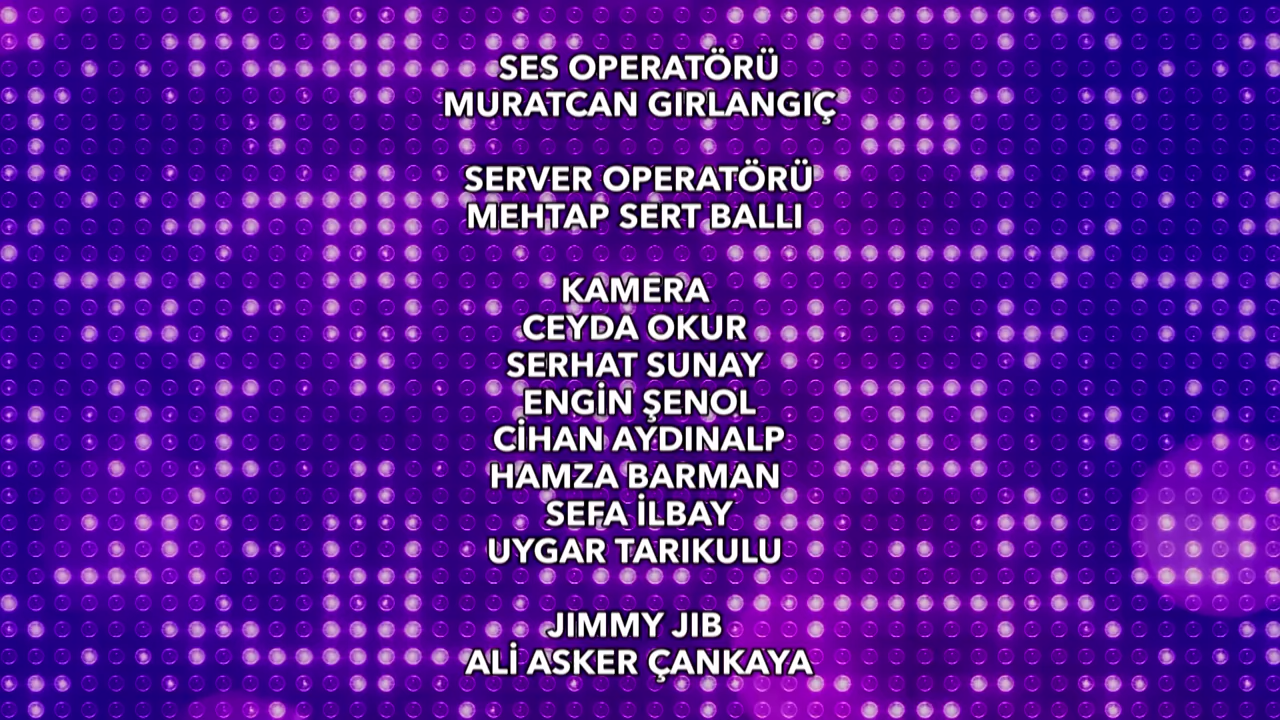 SES OPERATÖRÜ
MURATCAN GIRLANGIÇ
SERVER OPERATÖRÜ
MEHTAP SERT BALLI
KAMERA
CEYDA OKUR
SERHAT SUNAY
ENGİN ŞENOL
CİHAN AYDINALP
HAMZA BARMAN
SEFA İLBAY
UYGAR TARIKULU
JIMMY JIB
ALİ ASKER ÇANKAYA